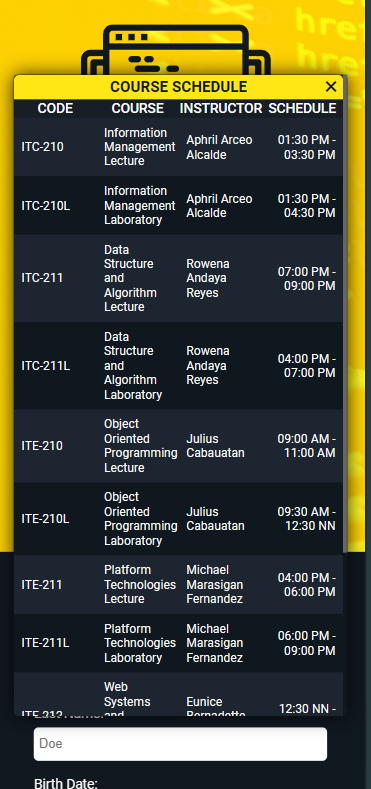 href
href
COURSE SCHEDULE ✕
CODE COURSE INSTRUCTOR SCHEDULE
ITC-210
Information
Management
Lecture
Aphril Arceo
Alcalde
01:30 PM -
03:30 PM
ITC-210L
Information
Management
Laboratory
Aphril Arceo
Alcalde
01:30 PM -
04:30 PM
ITC-211
Data
Structure
and
Algorithm
Lecture
Rowena
Andaya
Reyes
07:00 PM -
09:00 PM
ITC-211L
Data
Structure
and
Algorithm
Laboratory
Rowena
Andaya
Reyes
04:00 PM -
07:00 PM
ITE-210
Object
Oriented
Programming
Lecture
Julius
Cabauatan
09:00 AM -
11:00 AM
ITE-210L
Object
Oriented
Programming
Laboratory
Julius
Cabauatan
09:30 AM -
12:30 NN
ITE-211
Platform
Technologies
Lecture
Michael
Marasigan
Fernandez
04:00 PM -
06:00 PM
ITE-211L
Platform
Technologies
Laboratory
Michael
Marasigan
Fernandez
06:00 PM -
09:00 PM
ITE-212
Web
Systems
and
Eunice
Bernadette
12:30 NN -
Doe
Birth Date: